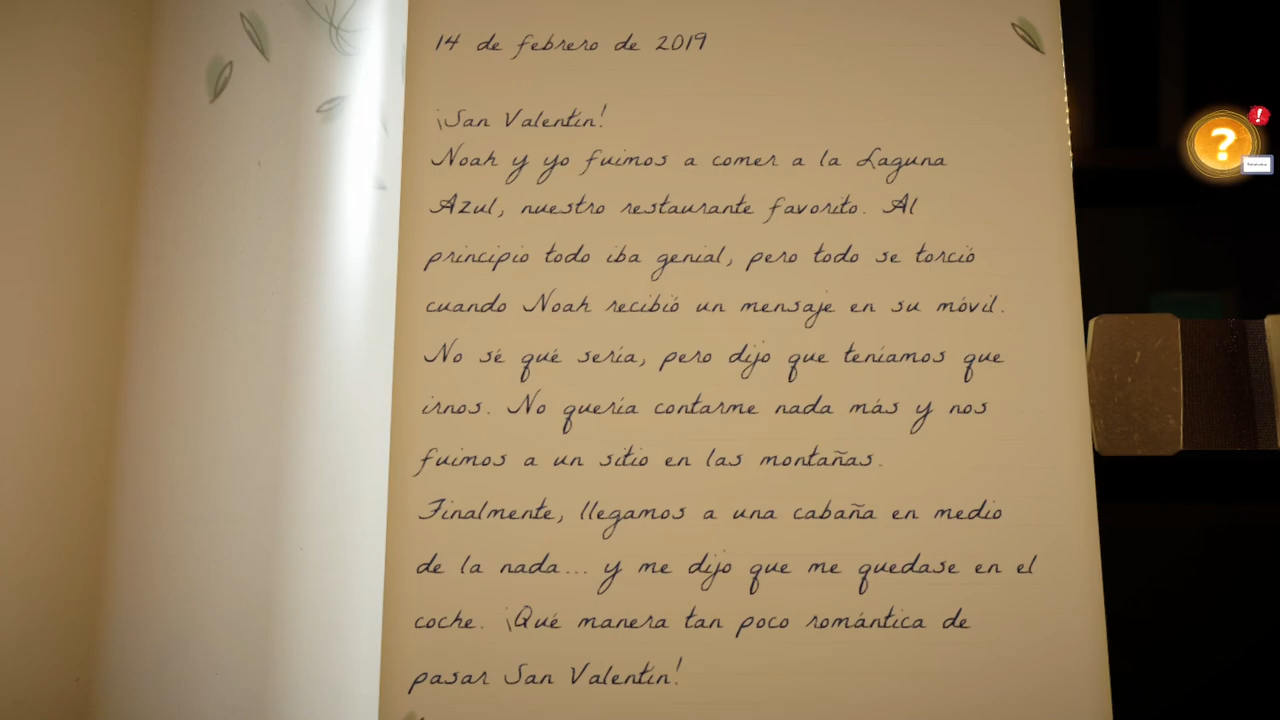 14 de febrero de 2019
¡San Valentín!
Noah y yo fuimos a comer a la Laguna
Azul, nuestro restaurante favorito. Al
principio todo iba genial, pero todo se torció
cuando Noah recibió un mensaje en su móvil.
No sé qué sería, pero dijo que teníamos que
irnos. No quería contarme nada más y nos
fuimos a un sitio en las montañas.
Finalmente, llegamos a una cabaña en medio
de la nada... y me dijo que me quedase en el
coche. ¡Qué manera tan poco romántica de
pasar San Valentín!
?
!